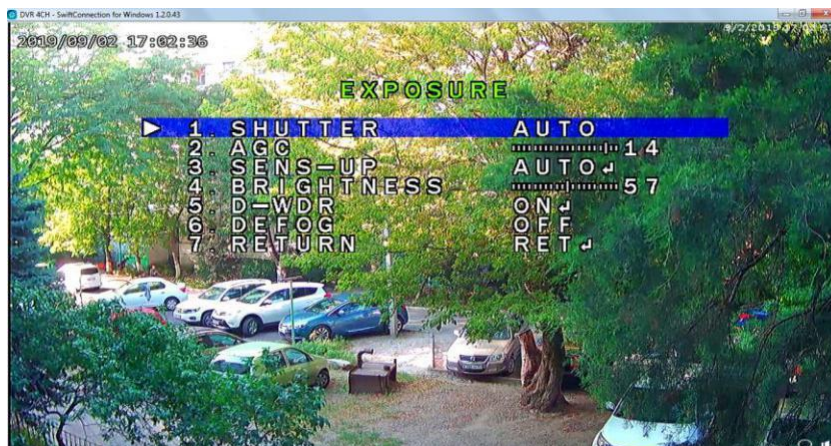 DVR 4CH - SwiftConnection for Windows 1.2.0.43
2019/09/02 17:02:36
EXPOSURE
1. SHUTTER AUTO
2. AGC 14
3. SENS-UP AUTO↲
4. BRIGHTNESS 57
5. D-WDR ON↲
6. DEFOG OFF
7. RETURN RET↲